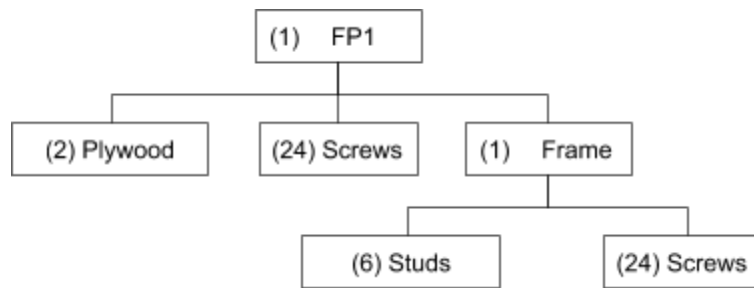 (1) FP1
(2) Plywood
(24) Screws
(1) Frame
(6) Studs
(24) Screws